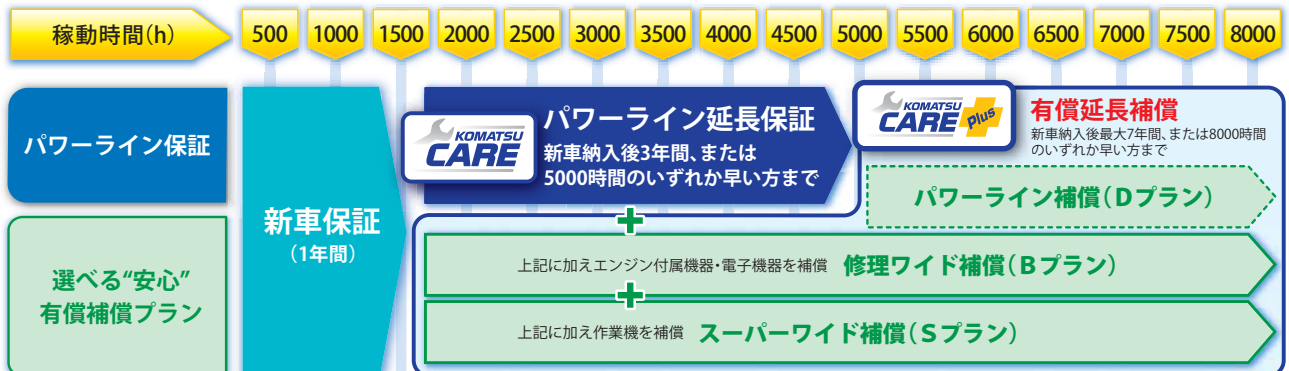 稼動時間(h)
500 1000 1500 2000 2500 3000 3500 4000 4500 5000 5500 6000 6500 7000 7500 8000
パワーライン保証
新車保証
(1年間)
KOMATSU
CARE
パワーライン延長保証
新車納入後3年間、または
5000時間のいずれか早い方まで
KOMATSU
CARE Plus
有償延長補償
新車納入後最大7年間、または8000時間
のいずれか早い方まで
パワーライン補償(Dプラン)
選べる“安心”
有償補償プラン
+
上記に加えエンジン付属機器・電子機器を補償 修理ワイド補償(Bプラン)
+
上記に加え作業機を補償 スーパーワイド補償(Sプラン)